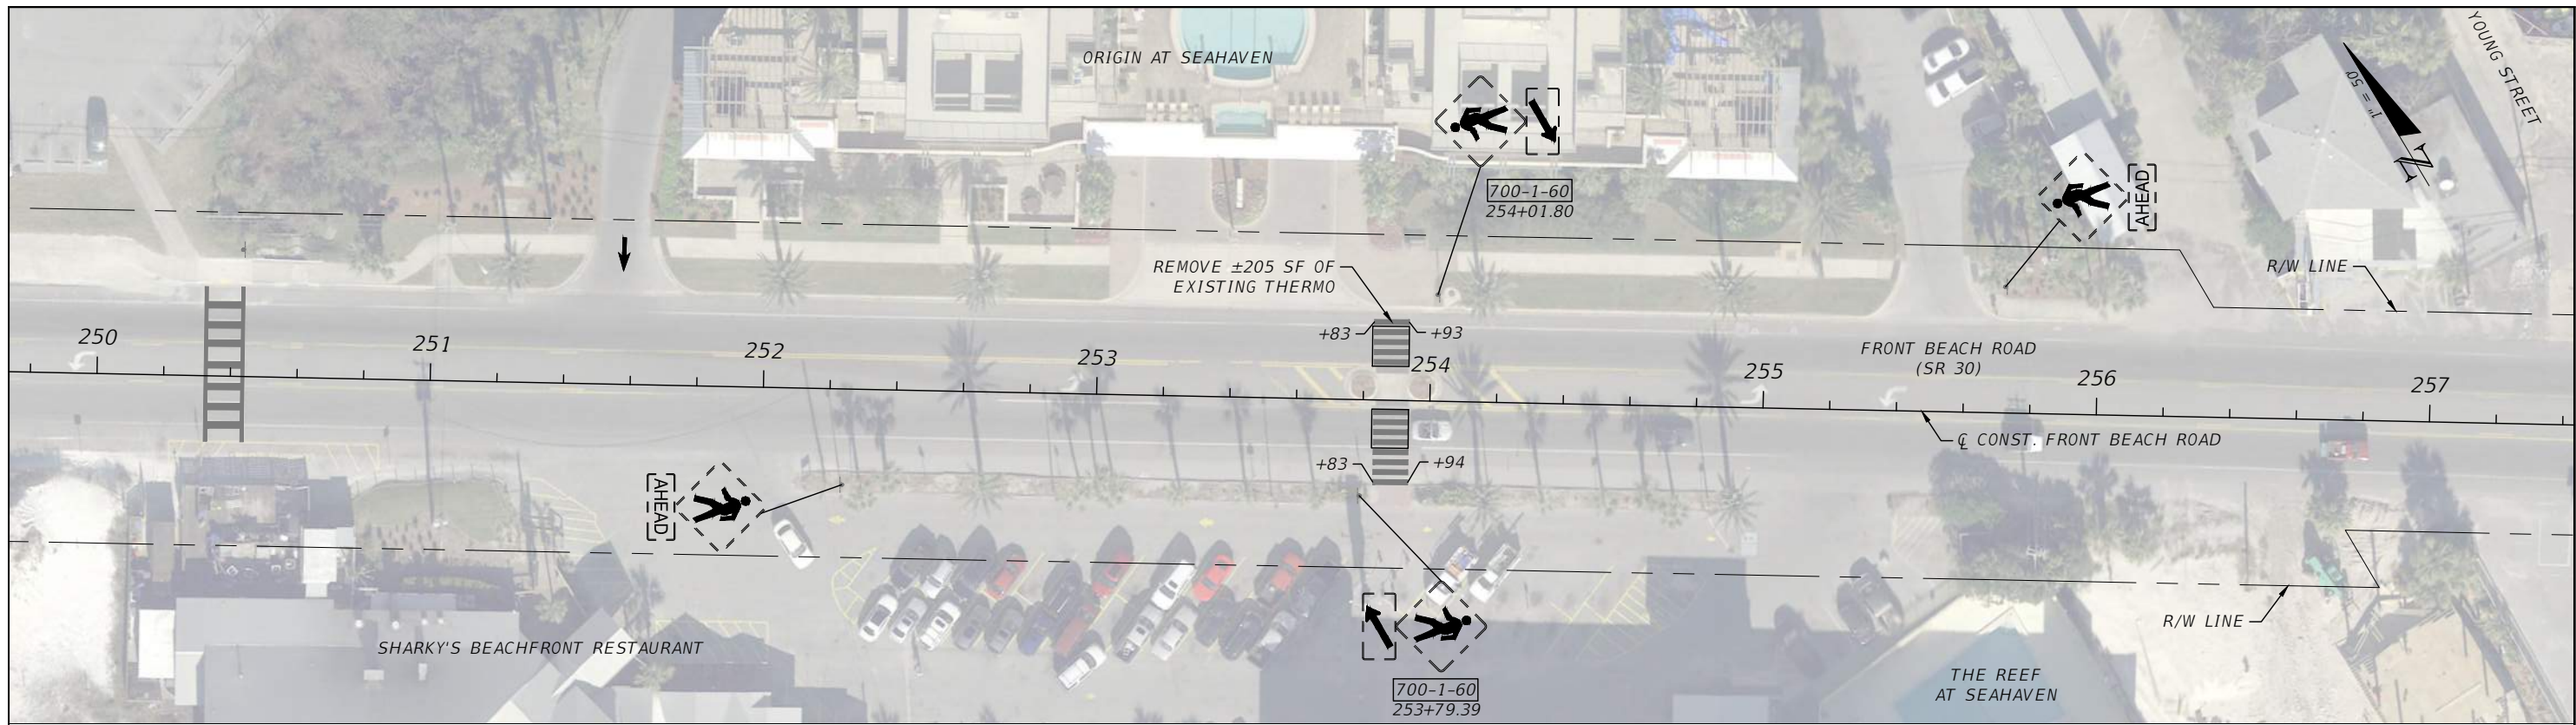 ORIGIN AT SEAHAVEN
YOUNG STREET
1" = 50'
N
700-1-60
254+01.80
AHEAD
REMOVE ±205 SF OF
EXISTING THERMO
R/W LINE
+83
+93
250
251
252
253
254
255
256
257
FRONT BEACH ROAD
(SR 30)
℄ CONST. FRONT BEACH ROAD
+83
+94
AHEAD
R/W LINE
SHARKY'S BEACHFRONT RESTAURANT
700-1-60
253+79.39
THE REEF
AT SEAHAVEN